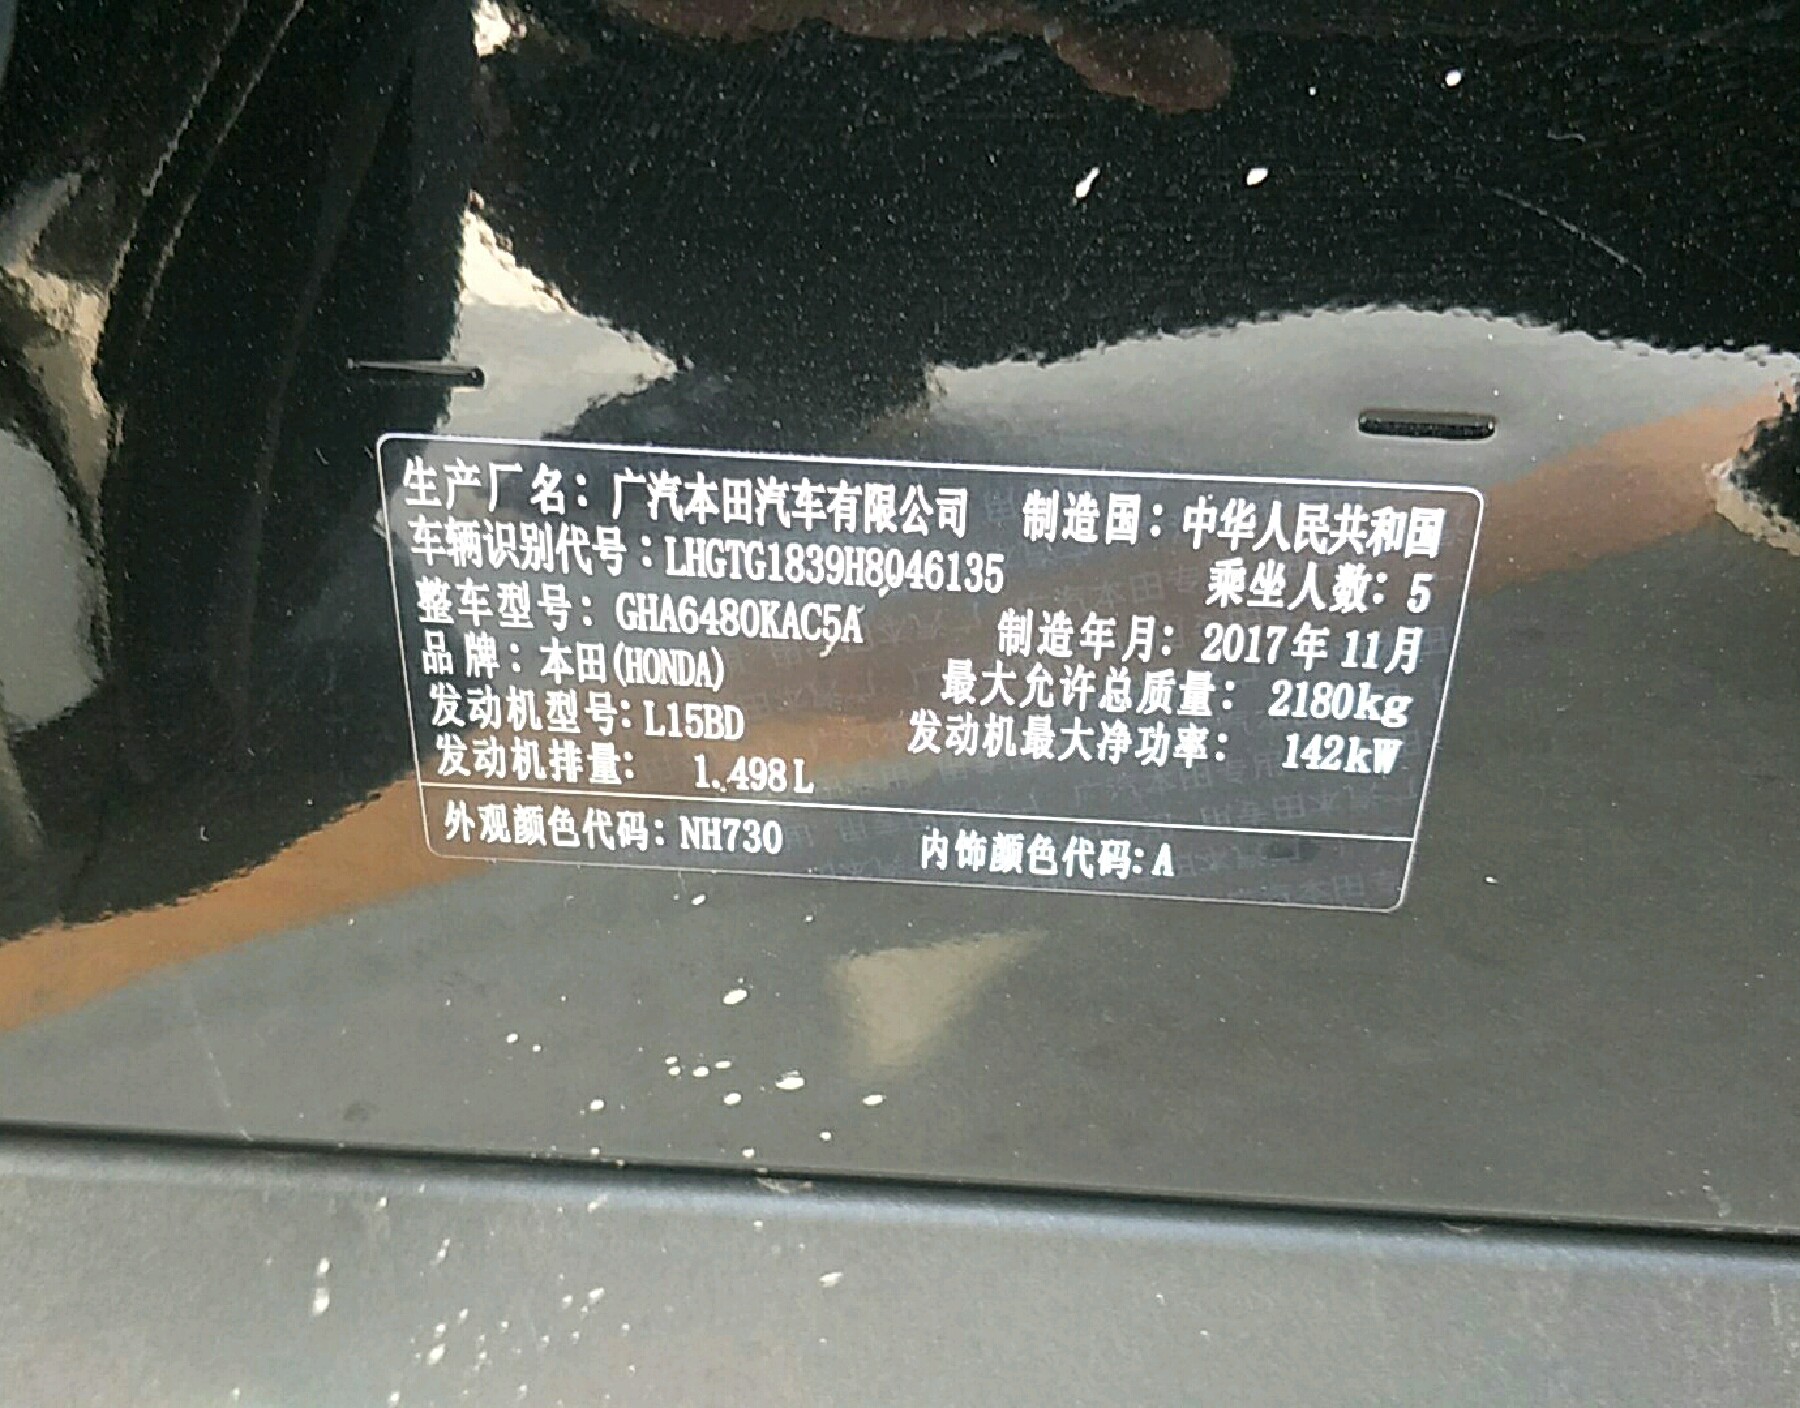 生产厂名：广汽本田汽车有限公司 制造国：中华人民共和国
车辆识别代号：LHGTG1839H8046135 乘坐人数：5
整车型号：GHA6480KAC5A 制造年月：2017年11月
品牌：本田(HONDA) 最大允许总质量：2180kg
发动机型号：L15BD 发动机最大净功率：142kW
发动机排量：1.498L
外观颜色代码：NH730 内饰颜色代码：A